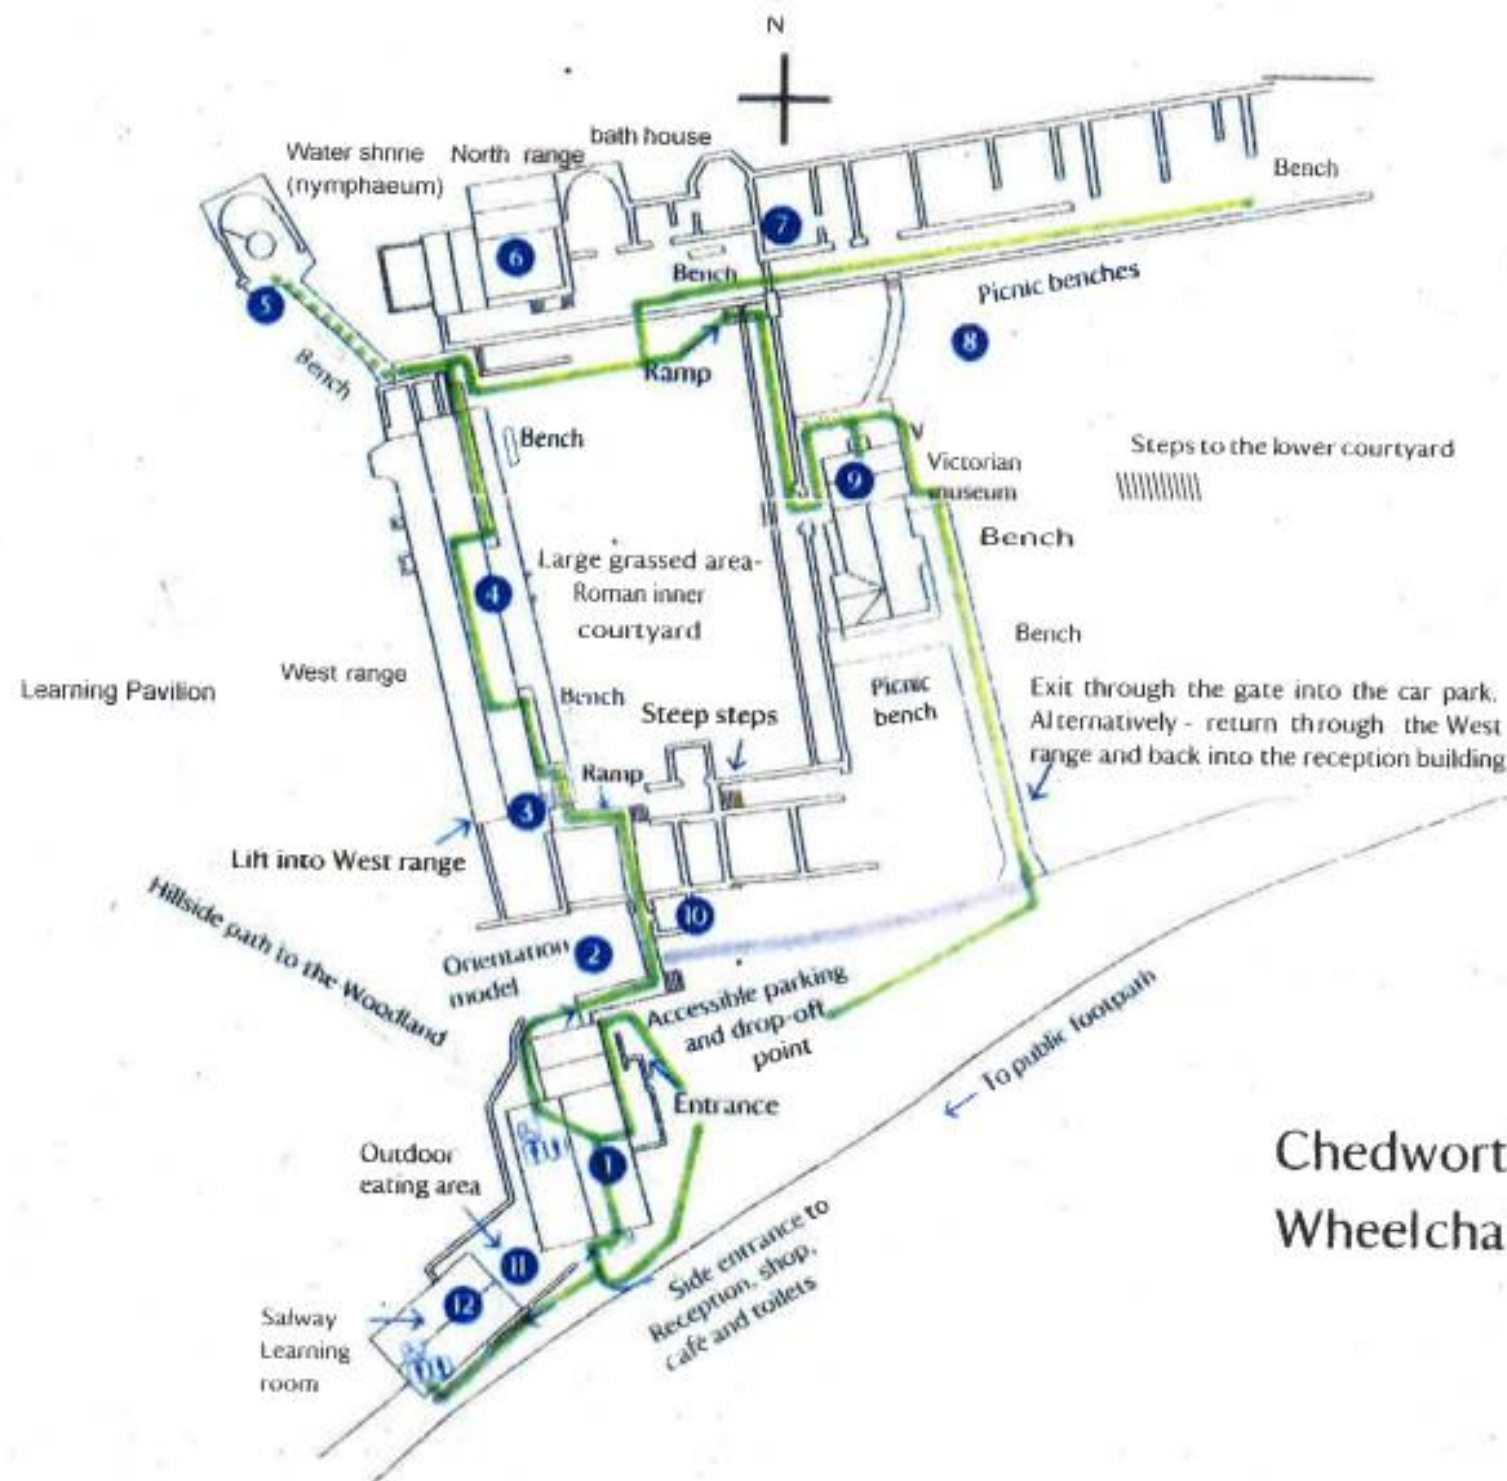 N
bath house
Water shrine
(nymphaeum)
North range
Bench
7
6
Bench
5
Picnic benches
8
Bench
Ramp
Bench
Steps to the lower courtyard
9
Victorian
museum
Bench
Large grassed area-
Roman inner
courtyard
4
Bench
West range
Learning Pavilion
Bench
Picnic
bench
Steep steps
Exit through the gate into the car park.
Alternatively - return through the West
range and back into the reception building
Ramp
3
Lift into West range
Hillside path to the Woodland
10
Orientation
model
2
Accessible parking
and drop-off
point
To public footpath
Entrance
Outdoor
eating area
1
Chedwort
Wheelcha
11
Side entrance to
Reception, shop,
café and toilets
12
Salway
Learning
room